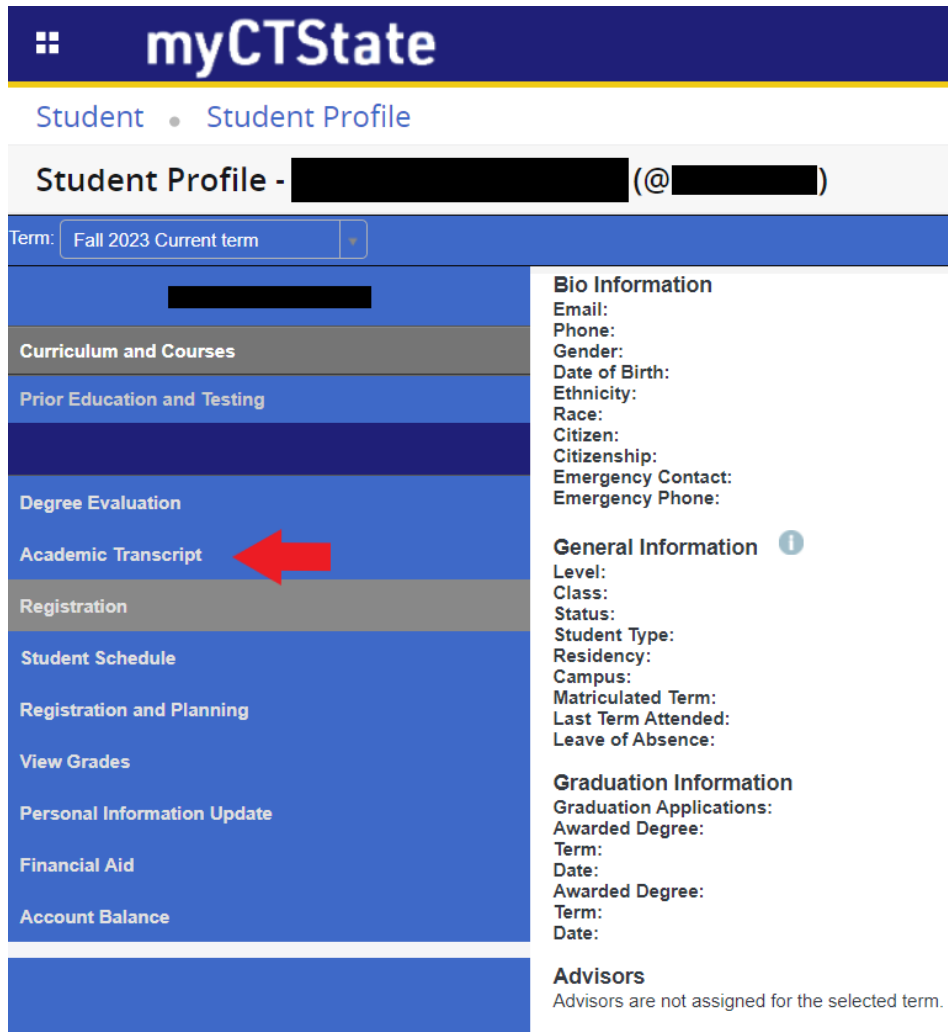 myCTState
Student • Student Profile
Student Profile - (@ )
Term: Fall 2023 Current term
Curriculum and Courses
Prior Education and Testing
Degree Evaluation
Academic Transcript
Registration
Student Schedule
Registration and Planning
View Grades
Personal Information Update
Financial Aid
Account Balance
Bio Information
Email:
Phone:
Gender:
Date of Birth:
Ethnicity:
Race:
Citizen:
Citizenship:
Emergency Contact:
Emergency Phone:
General Information i
Level:
Class:
Status:
Student Type:
Residency:
Campus:
Matriculated Term:
Last Term Attended:
Leave of Absence:
Graduation Information
Graduation Applications:
Awarded Degree:
Term:
Date:
Awarded Degree:
Term:
Date:
Advisors
Advisors are not assigned for the selected term.